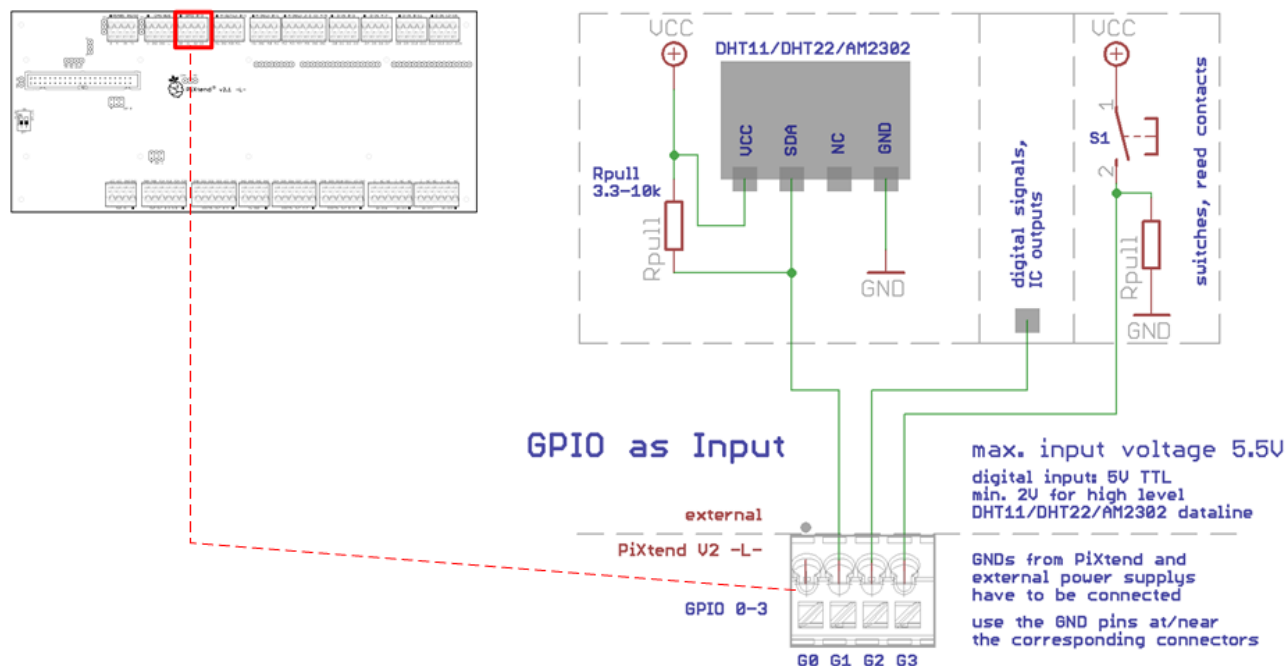 PiXtend® v2.1 -L-
VCC
DHT11/DHT22/AM2302
VCC
SDA
NC
GND
Rpull
3.3-10k
Rpull
GND
digital signals,
IC outputs
VCC
1
S1
2
Rpull
GND
switches, reed contacts
GPIO as Input
max. input voltage 5.5V
digital input: 5V TTL
min. 2V for high level
DHT11/DHT22/AM2302 dataline
external
PiXtend V2 -L-
GPIO 0-3
GNDs from PiXtend and
external power supplys
have to be connected
use the GND pins at/near
the corresponding connectors
G0 G1 G2 G3